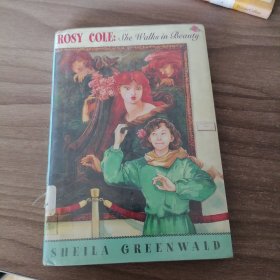 ROSY COLE: She Walks in Beauty
SHEILA GREENWALD